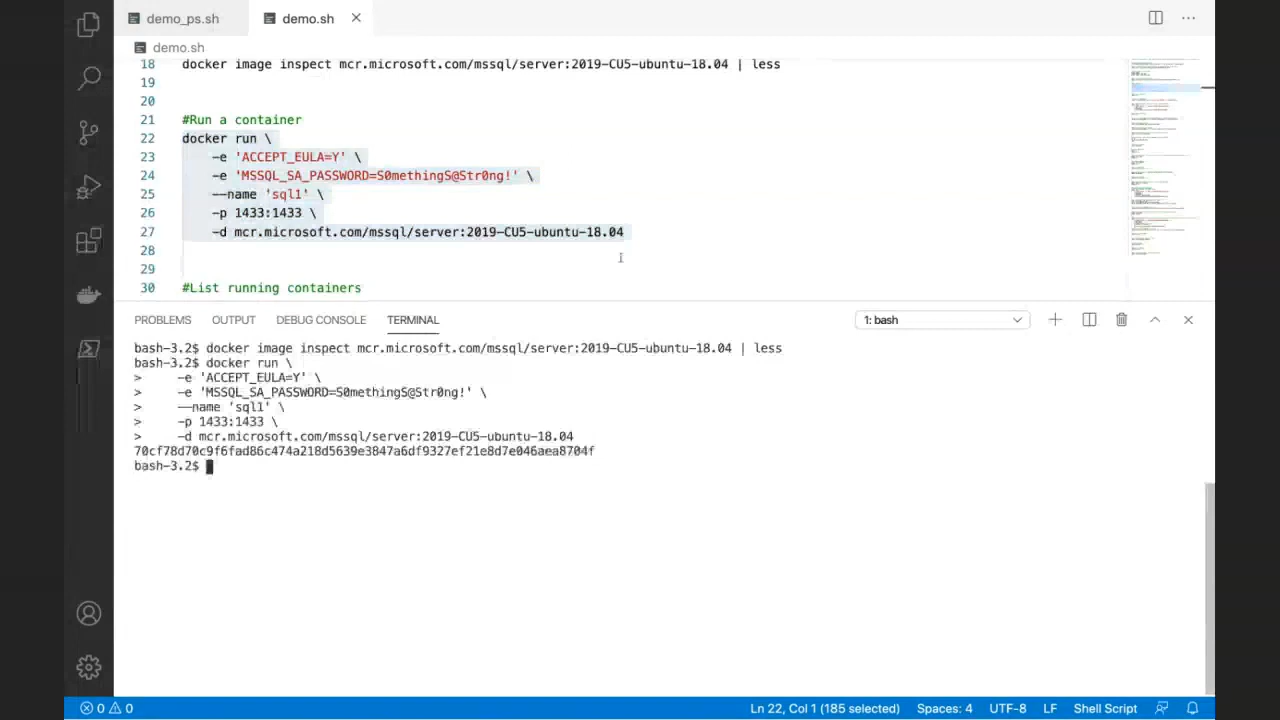 demo_ps.sh
demo.sh
demo.sh
18 docker image inspect mcr.microsoft.com/mssql/server:2019-CU5-ubuntu-18.04 | less
19
20
21 #Run a container
22 docker run \
23 -e 'ACCEPT_EULA=Y' \
24 -e 'MSSQL_SA_PASSWORD=S0methingS@Str0ng!' \
25 --name 'sql1' \
26 -p 1433:1433 \
27 -d mcr.microsoft.com/mssql/server:2019-CU5-ubuntu-18.04
28
29
30 #List running containers
PROBLEMS OUTPUT DEBUG CONSOLE TERMINAL 1: bash
bash-3.2$ docker image inspect mcr.microsoft.com/mssql/server:2019-CU5-ubuntu-18.04 | less
bash-3.2$ docker run \
> -e 'ACCEPT_EULA=Y' \
> -e 'MSSQL_SA_PASSWORD=S0methingS@Str0ng!' \
> --name 'sql1' \
> -p 1433:1433 \
> -d mcr.microsoft.com/mssql/server:2019-CU5-ubuntu-18.04
70cf78d70c9f6fad86c474a218d5639e3847a6df9327ef21e8d7e046aea8704f
bash-3.2$
0 0 Ln 22, Col 1 (185 selected) Spaces: 4 UTF-8 LF Shell Script